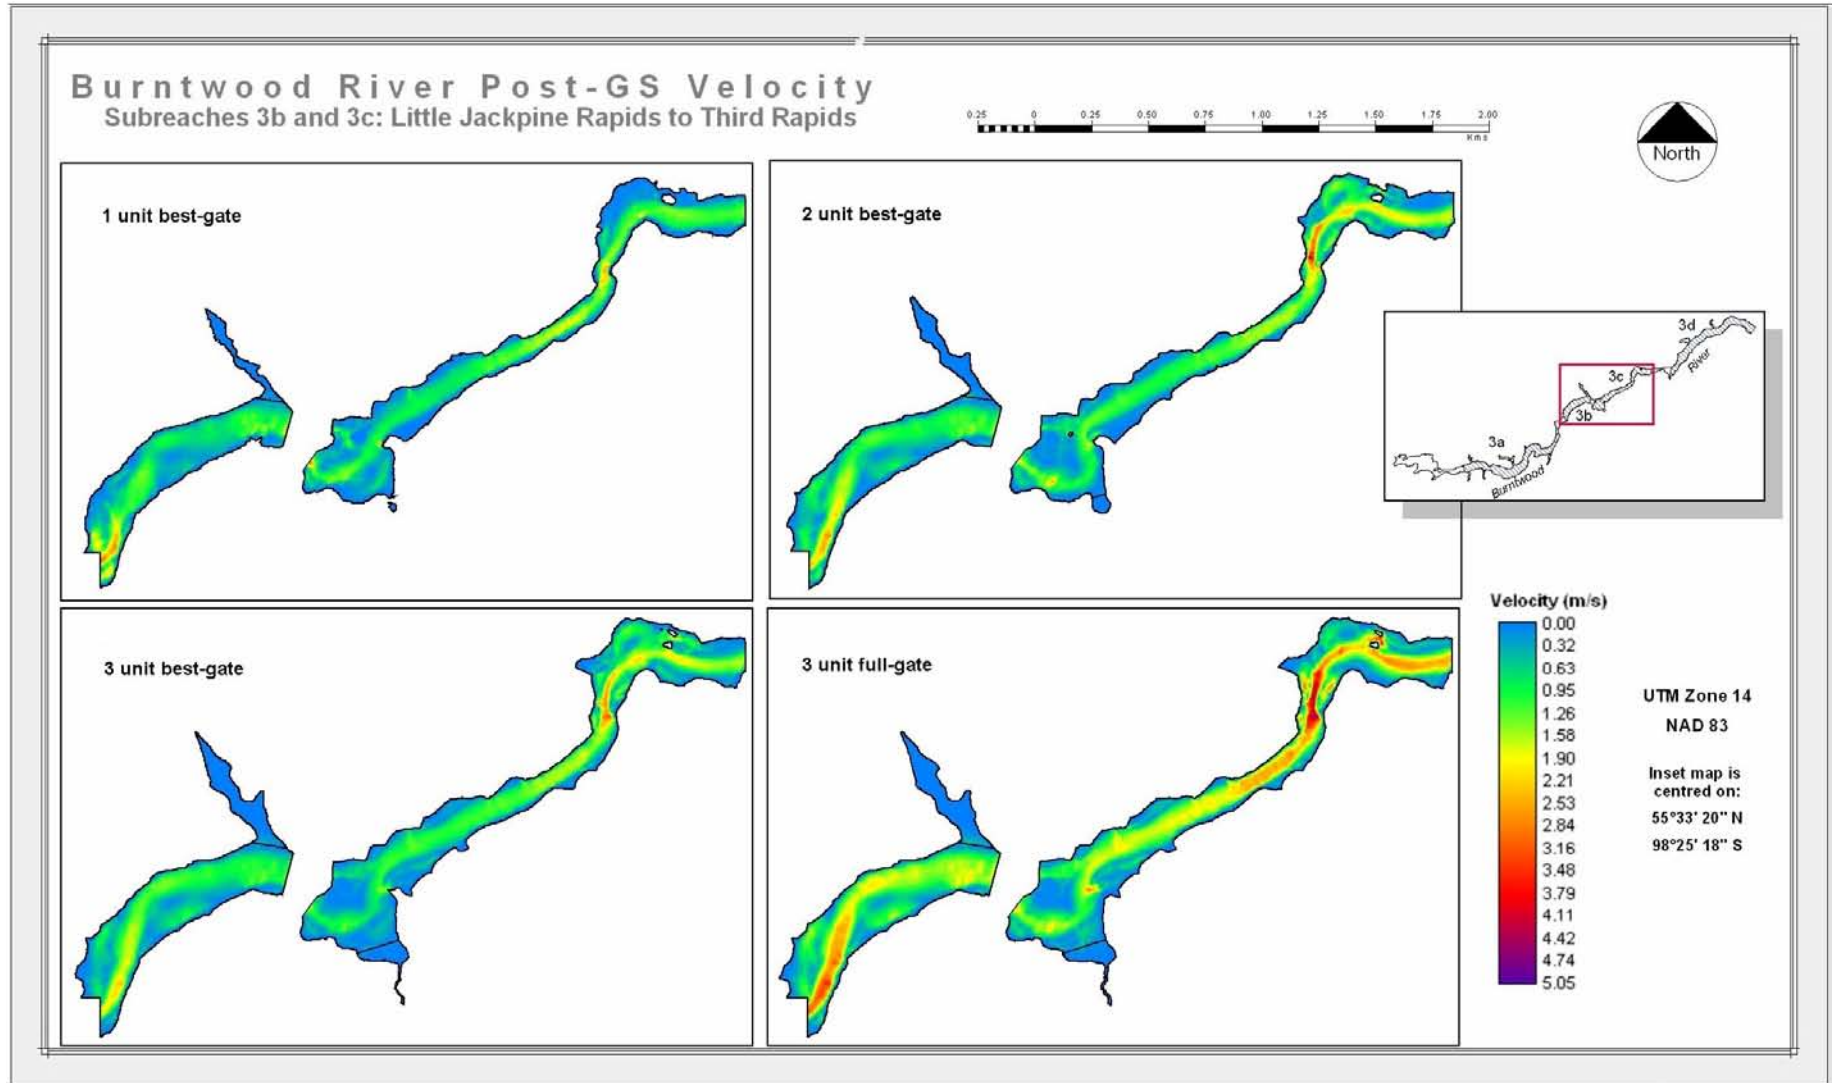 Burntwood River Post-GS Velocity
Subreaches 3b and 3c: Little Jackpine Rapids to Third Rapids
0.25 0 0.25 0.50 0.75 1.00 1.25 1.50 1.75 2.00
Kms
North
1 unit best-gate
2 unit best-gate
3d
River
3c
3b
3a
Burntwood
3 unit best-gate
3 unit full-gate
Velocity (m/s)
0.00
0.32
0.63
0.95
1.26
1.58
1.90
2.21
2.53
2.84
3.16
3.48
3.79
4.11
4.42
4.74
5.05
UTM Zone 14
NAD 83
Inset map is
centred on:
55°33' 20" N
98°25' 18" S